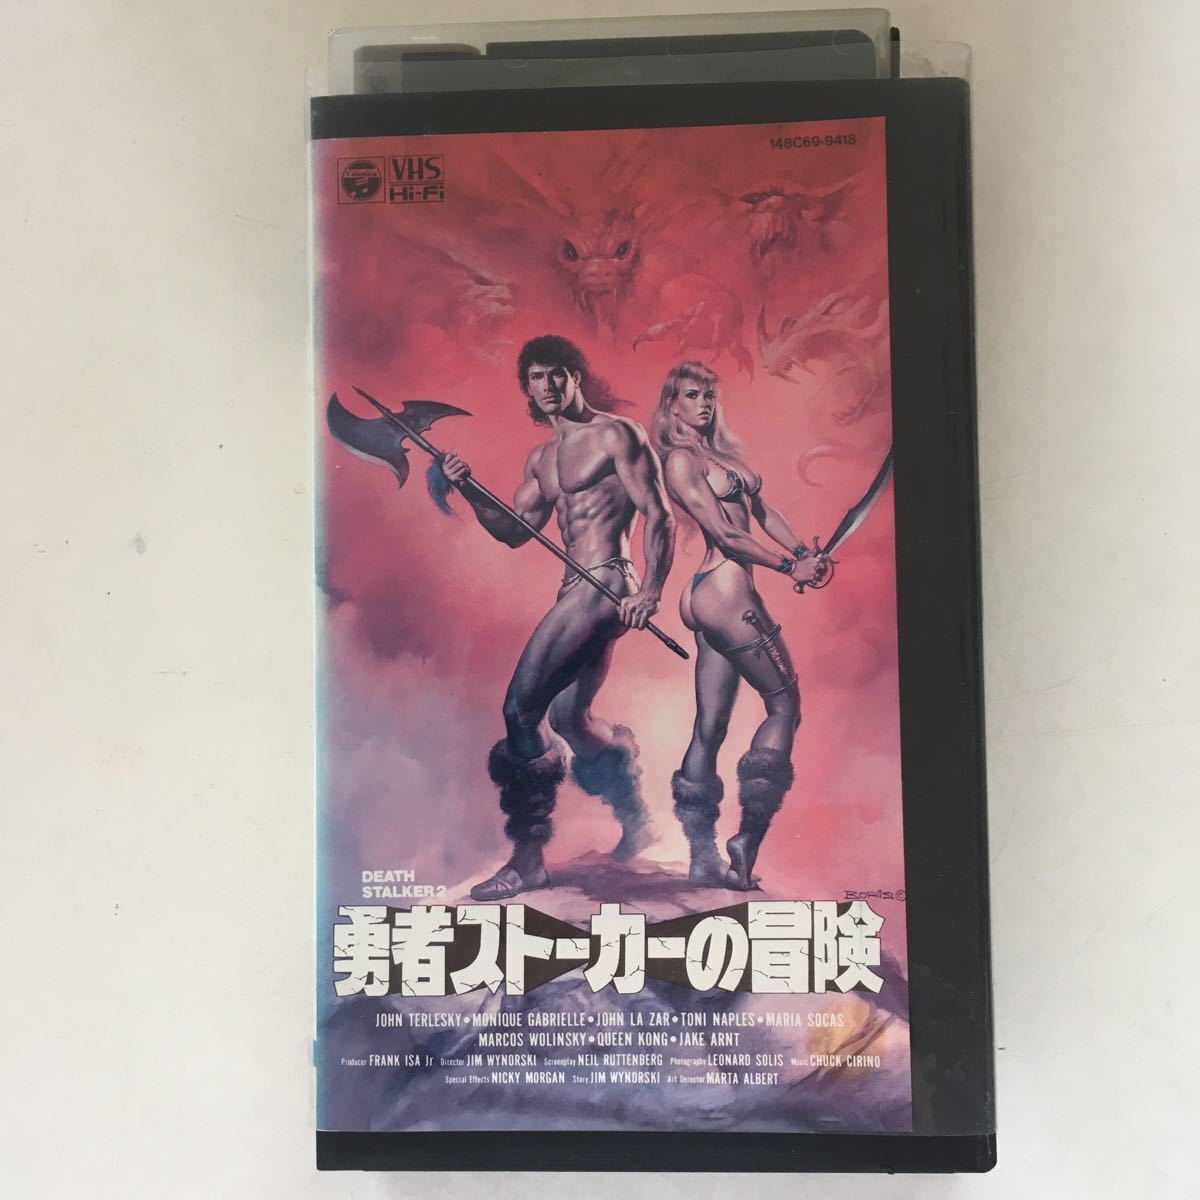 148C69-9418
Columbia
VHS
Hi-Fi
BORIS©
DEATH
STALKER2
勇者ストーカーの冒険
JOHN TERLESKY•MONIQUE GABRIELLE•JOHN LA ZAR•TONI NAPLES•MARIA SOCAS
MARCOS WOLINSKY•QUEEN KONG•JAKE ARNT
Producer FRANK ISA Jr Director JIM WYNORSKI Screenplay NEIL RUTTENBERG Photography LEONARD SOLIS Music CHUCK CIRINO
Special Effects NICKY MORGAN Story JIM WYNORSKI Art Derector MARTA ALBERT